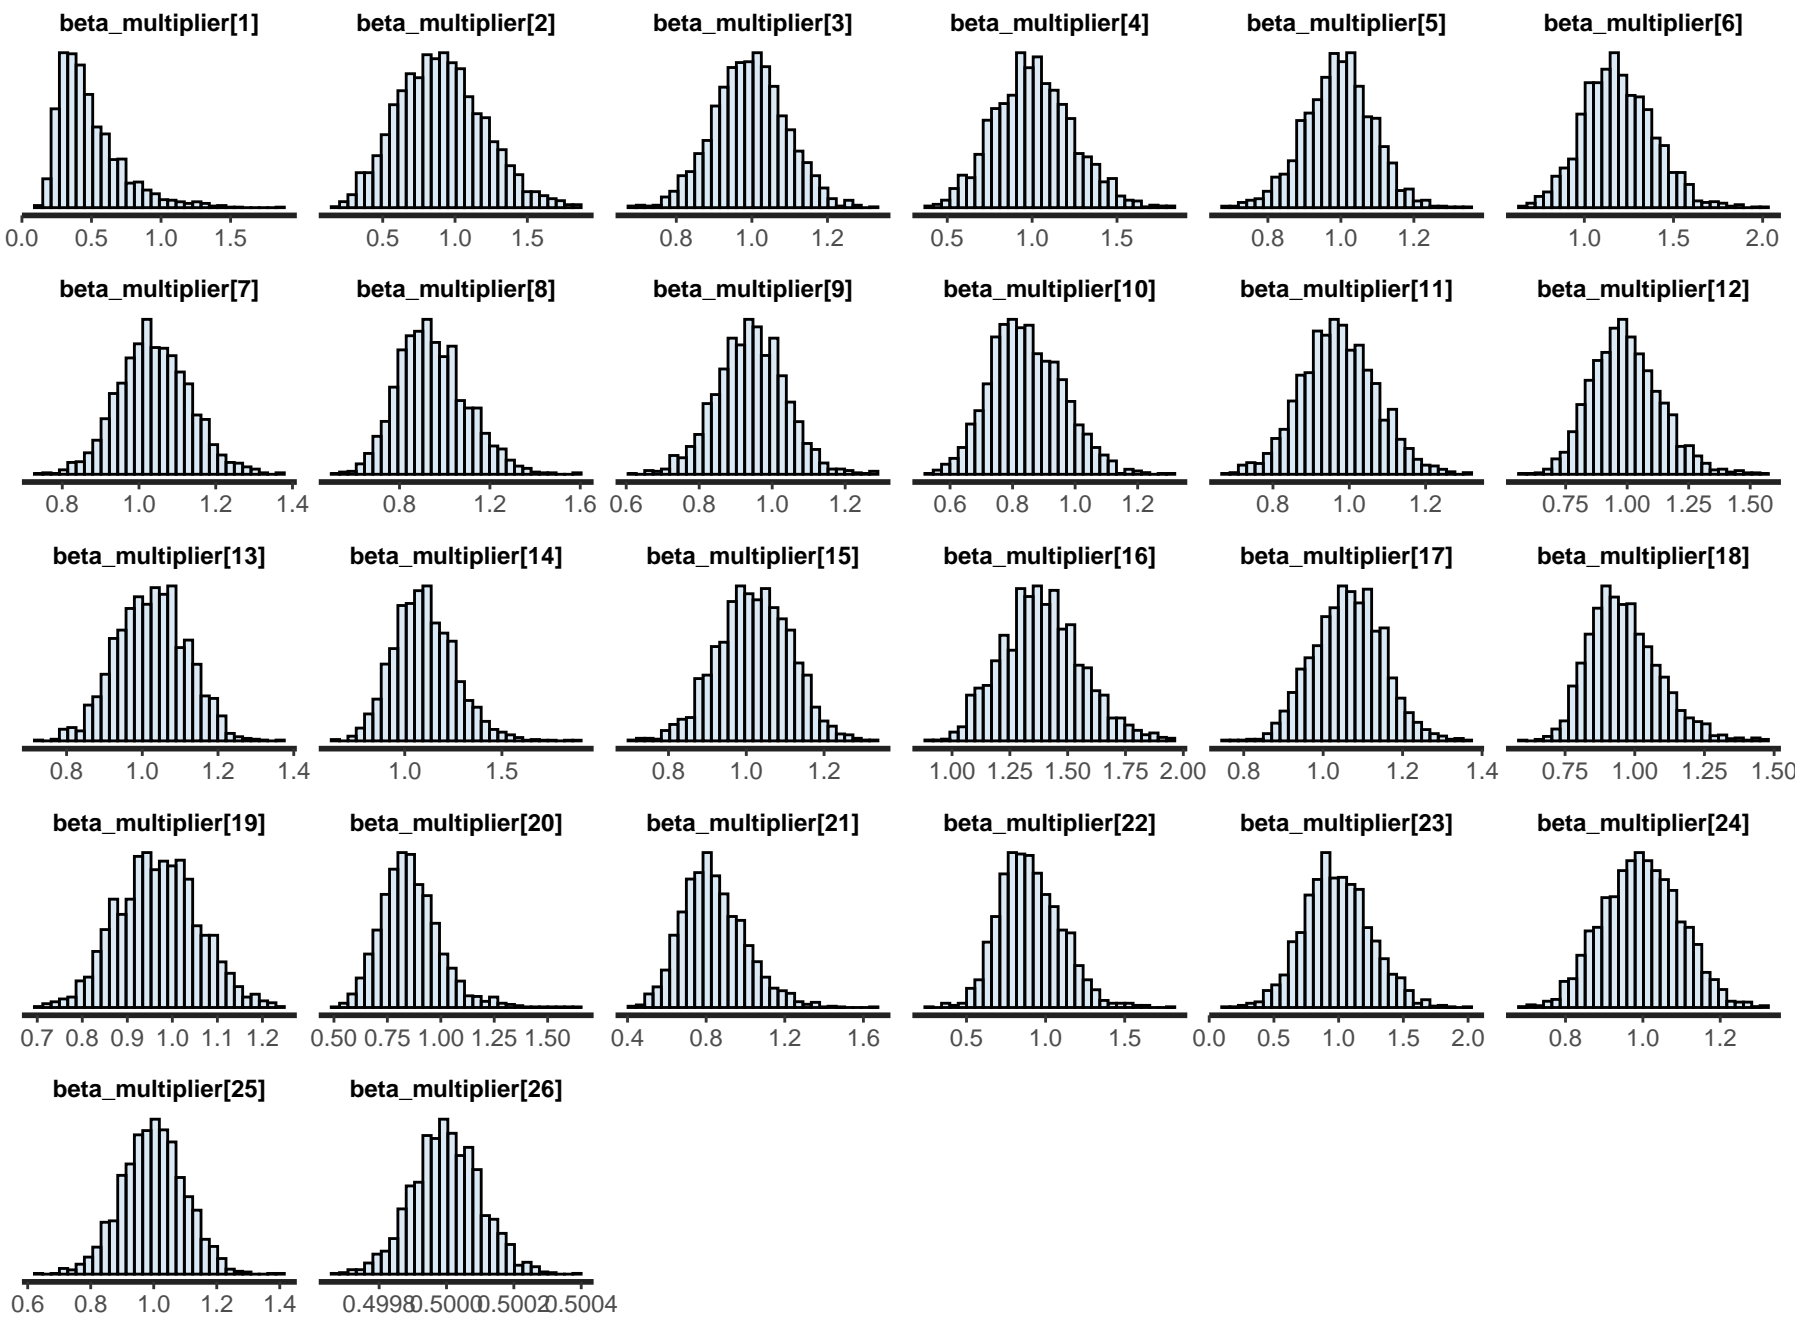 beta_multiplier[1] beta_multiplier[2] beta_multiplier[3] beta_multiplier[4] beta_multiplier[5] beta_multiplier[6]
0.0 0.5 1.0 1.5 0.5 1.0 1.5 0.8 1.0 1.2 0.5 1.0 1.5 0.8 1.0 1.2 1.0 1.5 2.0
beta_multiplier[7] beta_multiplier[8] beta_multiplier[9] beta_multiplier[10] beta_multiplier[11] beta_multiplier[12]
0.8 1.0 1.2 1.4 0.8 1.2 1.6 0.6 0.8 1.0 1.2 0.6 0.8 1.0 1.2 0.8 1.0 1.2 0.75 1.00 1.25 1.50
beta_multiplier[13] beta_multiplier[14] beta_multiplier[15] beta_multiplier[16] beta_multiplier[17] beta_multiplier[18]
0.8 1.0 1.2 1.4 1.0 1.5 0.8 1.0 1.2 1.00 1.25 1.50 1.75 2.00 0.8 1.0 1.2 1.4 0.75 1.00 1.25 1.50
beta_multiplier[19] beta_multiplier[20] beta_multiplier[21] beta_multiplier[22] beta_multiplier[23] beta_multiplier[24]
0.7 0.8 0.9 1.0 1.1 1.2 0.50 0.75 1.00 1.25 1.50 0.4 0.8 1.2 1.6 0.5 1.0 1.5 0.0 0.5 1.0 1.5 2.0 0.8 1.0 1.2
beta_multiplier[25] beta_multiplier[26]
0.6 0.8 1.0 1.2 1.4 0.4998 0.5000 0.5002 0.5004